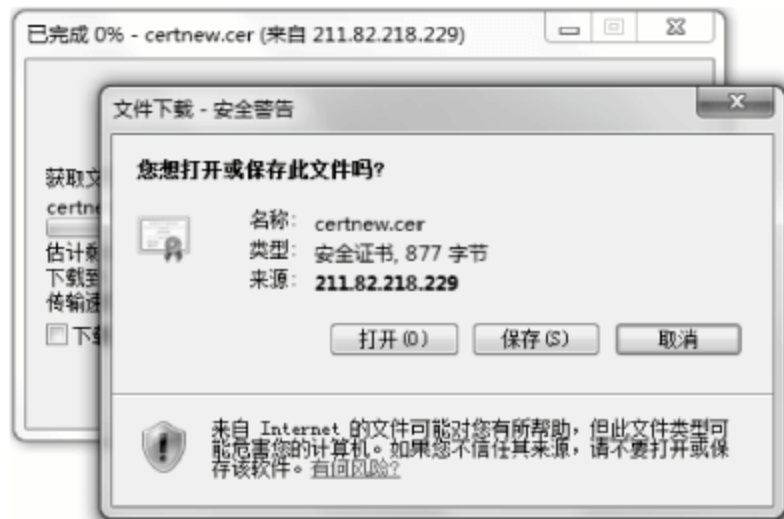 已完成 0% - certnew.cer (来自 211.82.218.229)
文件下载 - 安全警告
您想打开或保存此文件吗?
获取文
certne
估计剩
下载到
传输速
下载
名称: certnew.cer
类型: 安全证书, 877 字节
来源: 211.82.218.229
打开(O) 保存(S) 取消
来自 Internet 的文件可能对您有所帮助，但此文件类型可
能危害您的计算机。如果您不信任其来源，请不要打开或保
存该软件。有何风险?